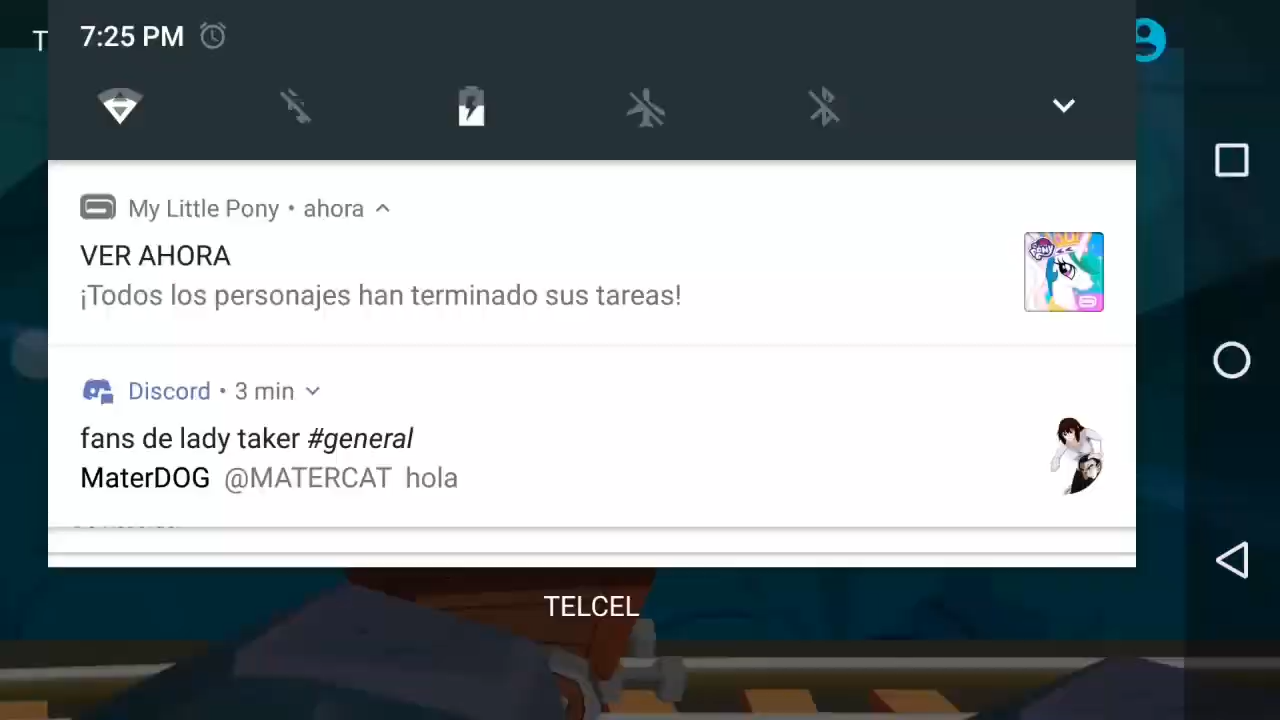 T
7:25 PM
My Little Pony • ahora
VER AHORA
¡Todos los personajes han terminado sus tareas!
Discord • 3 min
fans de lady taker #general
MaterDOG @MATERCAT hola
TELCEL